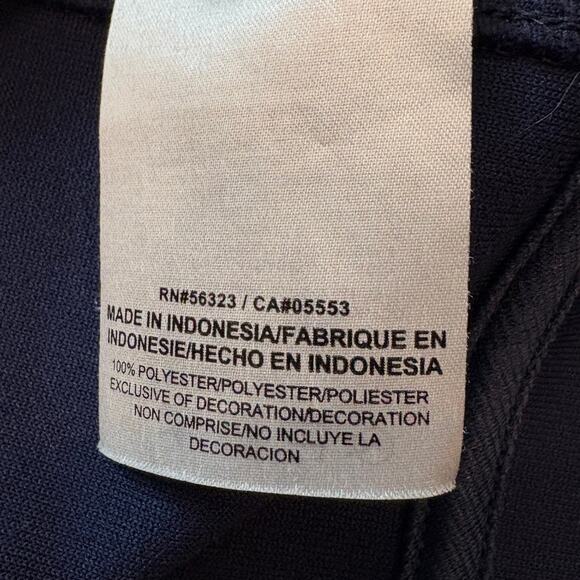 RN#56323 / CA#05553
MADE IN INDONESIA/FABRIQUE EN
INDONESIE/HECHO EN INDONESIA
100% POLYESTER/POLYESTER/POLIESTER
EXCLUSIVE OF DECORATION/DECORATION
NON COMPRISE/NO INCLUYE LA
DECORACION